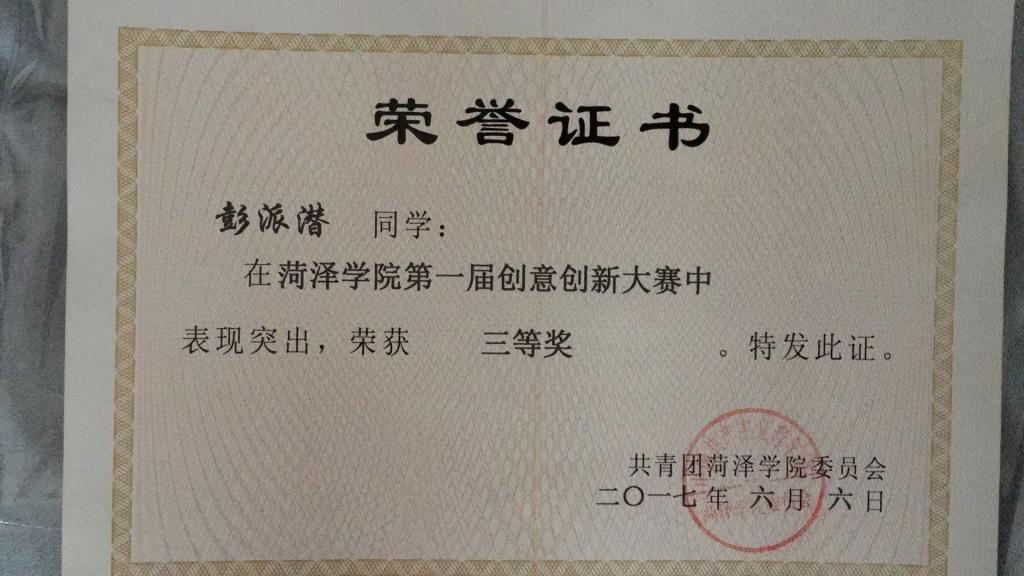 荣誉证书
彭派潜 同学：
在菏泽学院第一届创意创新大赛中
表现突出，荣获 三等奖 。特发此证。
共青团菏泽学院委员会
二〇一七年 六月 六日